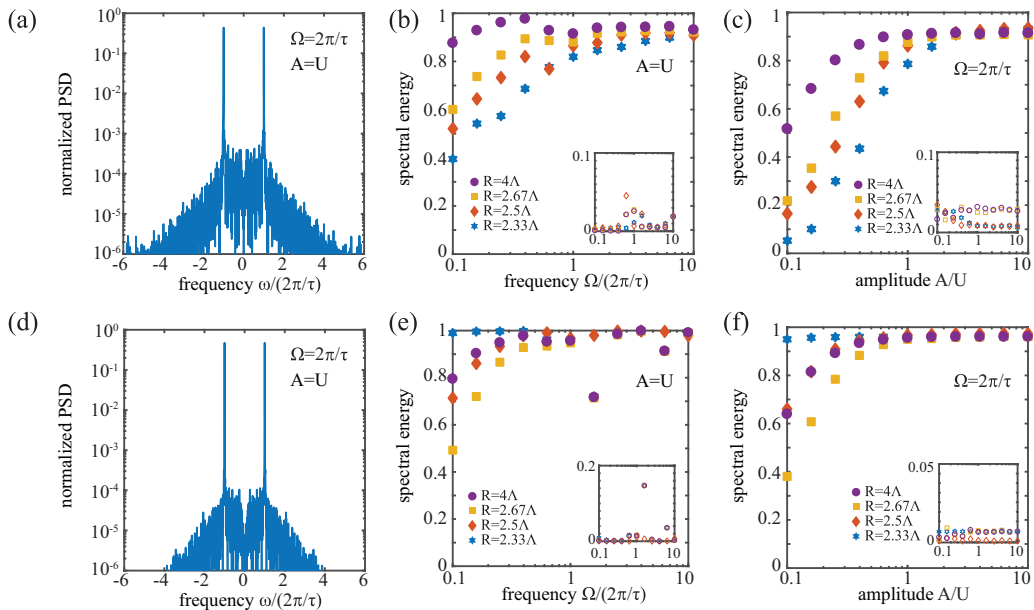 (a)
Ω=2π/τ
A=U
normalized PSD
10⁰
10⁻¹
10⁻²
10⁻³
10⁻⁴
10⁻⁵
10⁻⁶
-6 -4 -2 0 2 4 6
frequency ω/(2π/τ)
(b)
spectral energy
1
0.8
0.6
0.4
0.2
0
A=U
R=4Λ
R=2.67Λ
R=2.5Λ
R=2.33Λ
0.1
0
0.1 1 10
0.1 1 10
frequency Ω/(2π/τ)
(c)
spectral energy
1
0.8
0.6
0.4
0.2
0
Ω=2π/τ
R=4Λ
R=2.67Λ
R=2.5Λ
R=2.33Λ
0.1
0
0.1 1 10
0.1 1 10
amplitude A/U
(d)
Ω=2π/τ
A=U
normalized PSD
10⁰
10⁻¹
10⁻²
10⁻³
10⁻⁴
10⁻⁵
10⁻⁶
-6 -4 -2 0 2 4 6
frequency ω/(2π/τ)
(e)
spectral energy
1
0.8
0.6
0.4
0.2
0
A=U
R=4Λ
R=2.67Λ
R=2.5Λ
R=2.33Λ
0.2
0
0.1 1 10
0.1 1 10
frequency Ω/(2π/τ)
(f)
spectral energy
1
0.8
0.6
0.4
0.2
0
Ω=2π/τ
R=4Λ
R=2.67Λ
R=2.5Λ
R=2.33Λ
0.05
0
0.1 1 10
0.1 1 10
amplitude A/U